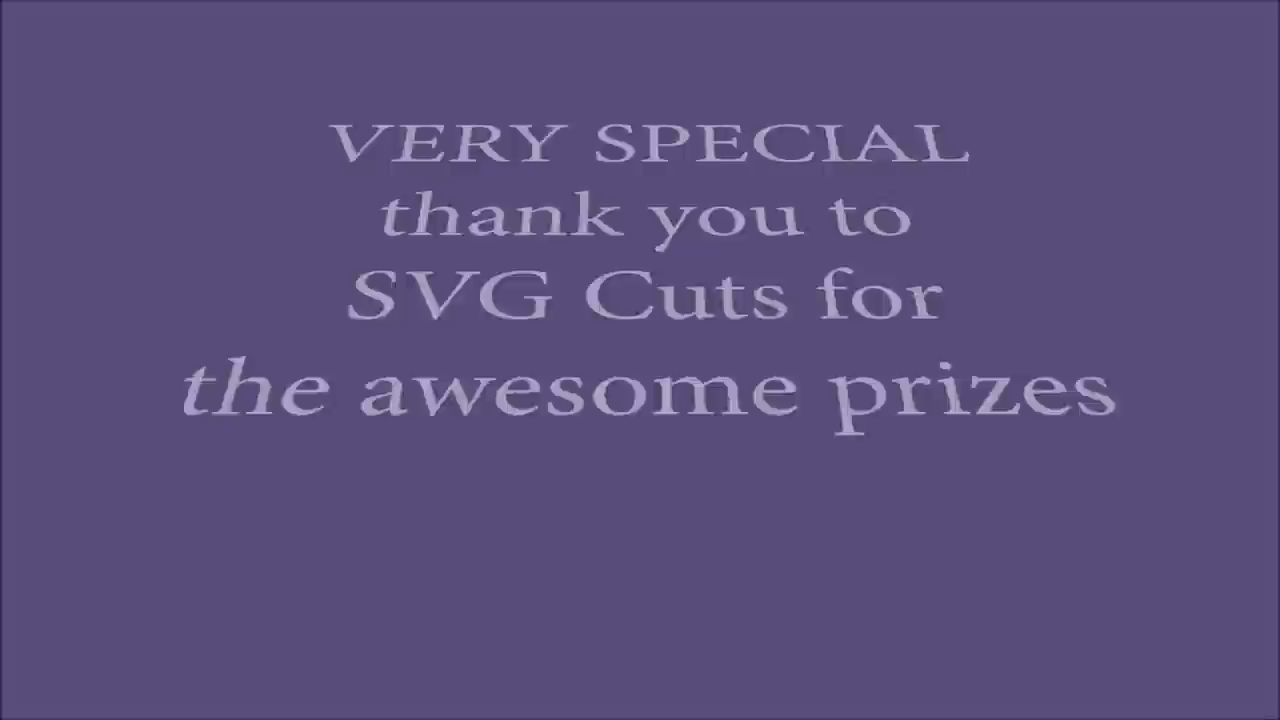 VERY SPECIAL
thank you to
SVG Cuts for
the awesome prizes